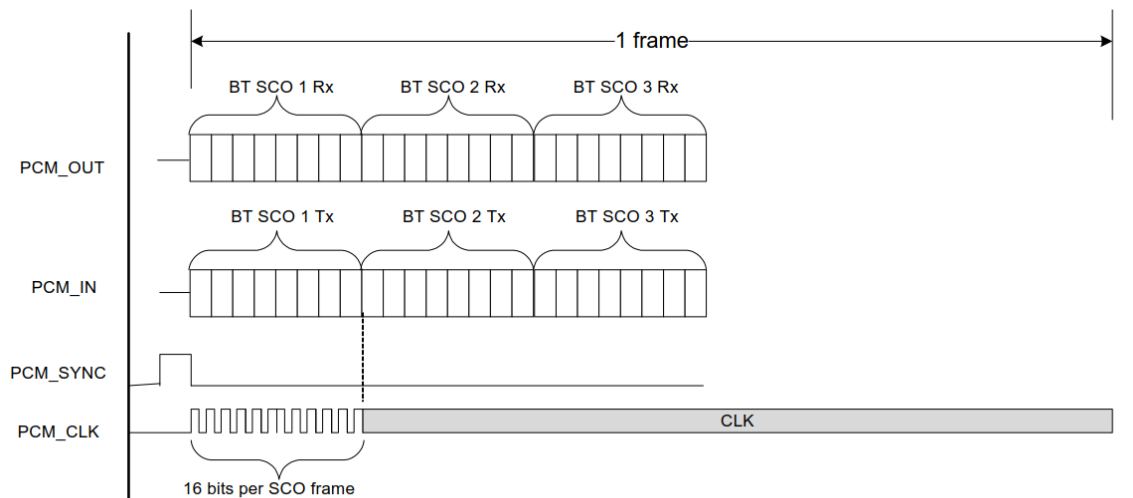 1 frame
BT SCO 1 Rx
BT SCO 2 Rx
BT SCO 3 Rx
PCM_OUT
BT SCO 1 Tx
BT SCO 2 Tx
BT SCO 3 Tx
PCM_IN
PCM_SYNC
PCM_CLK
CLK
16 bits per SCO frame